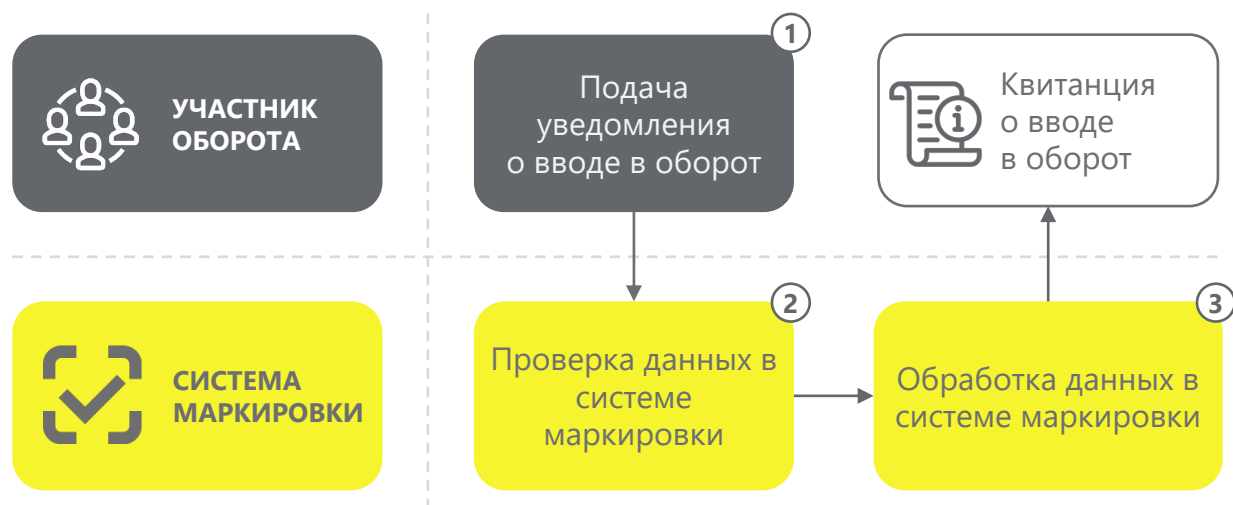 УЧАСТНИК
ОБОРОТА
1
Подача
уведомления
о вводе в оборот
Квитанция
о вводе
в оборот
СИСТЕМА
МАРКИРОВКИ
2
Проверка данных в
системе
маркировки
3
Обработка данных в
системе маркировки